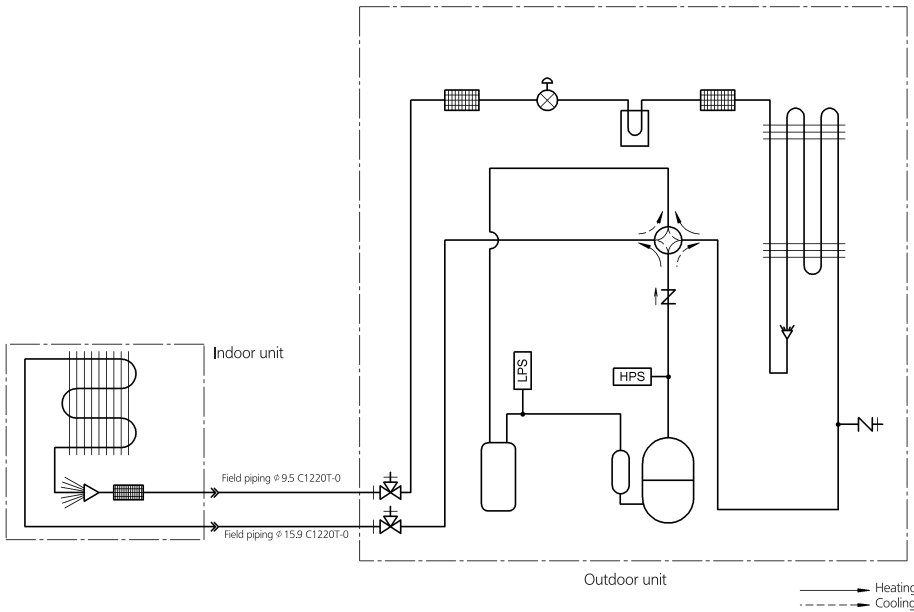 LPS
HPS
Indoor unit
Field piping ø 9.5 C1220T-0
Field piping ø 15.9 C1220T-0
Outdoor unit
Heating
Cooling